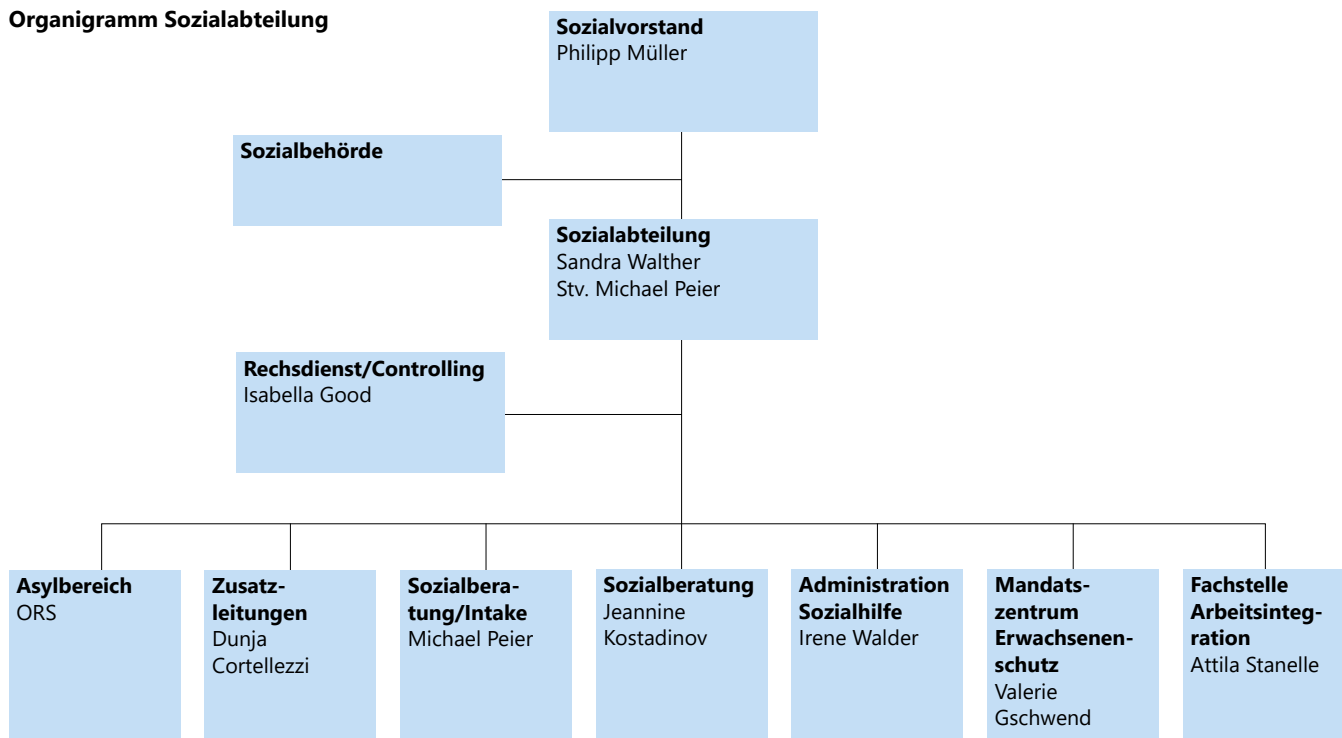 Organigramm Sozialabteilung
Sozialvorstand
Philipp Müller
Sozialbehörde
Sozialabteilung
Sandra Walther
Stv. Michael Peier
Rechsdienst/Controlling
Isabella Good
Asylbereich
ORS
Zusatz-
leitungen
Dunja
Cortellezzi
Sozialbera-
tung/Intake
Michael Peier
Sozialberatung
Jeannine
Kostadinov
Administration
Sozialhilfe
Irene Walder
Mandats-
zentrum
Erwachsenen-
schutz
Valerie
Gschwend
Fachstelle
Arbeitsinteg-
ration
Attila Stanelle